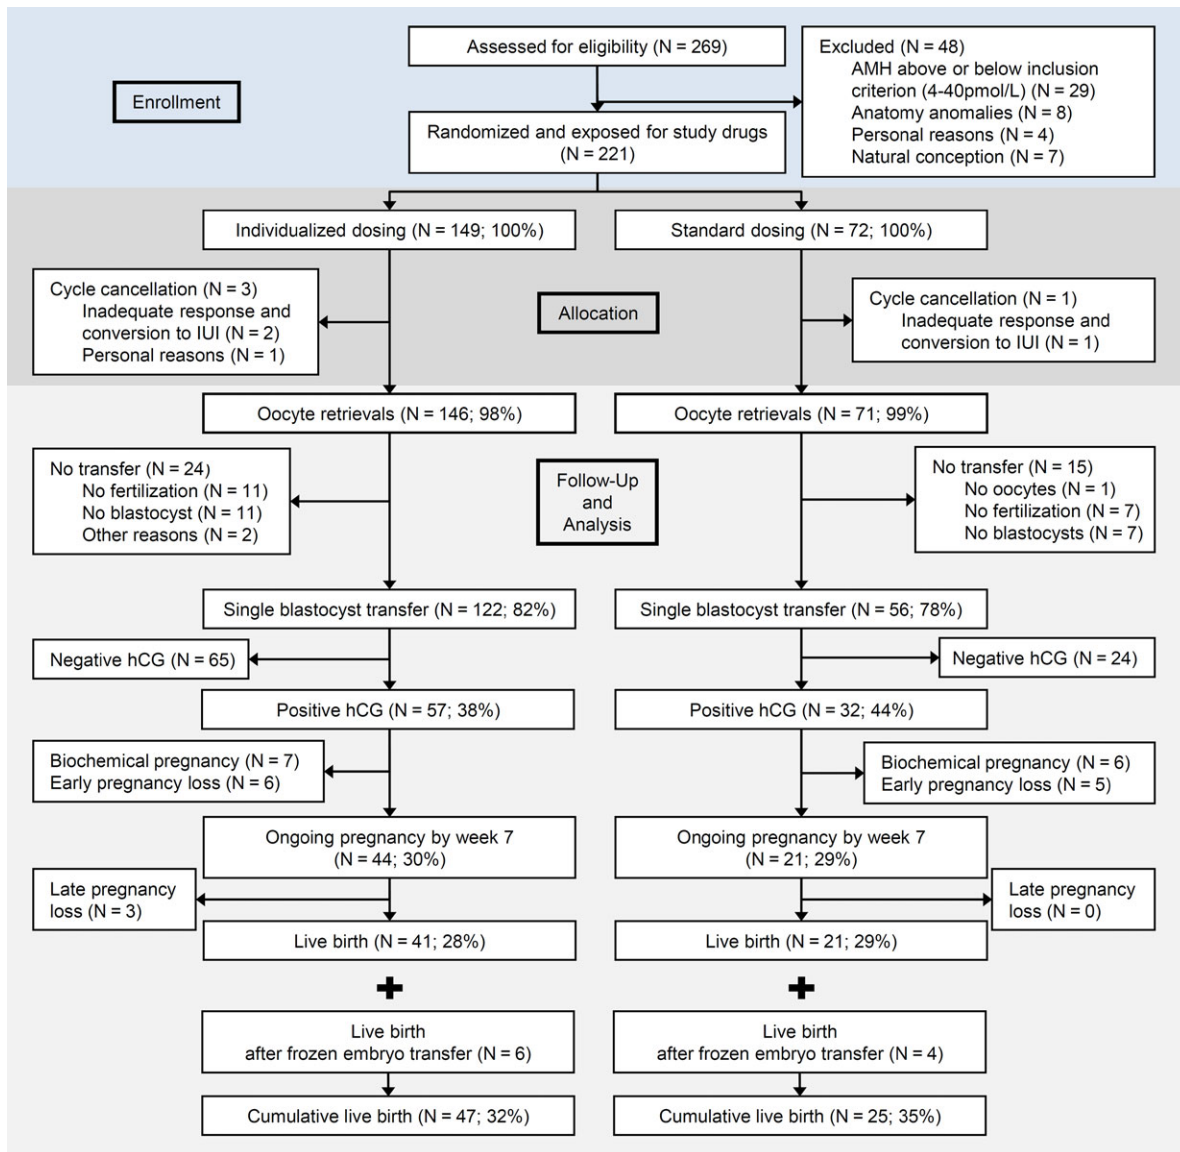 Assessed for eligibility (N = 269)
Excluded (N = 48)
AMH above or below inclusion
criterion (4-40pmol/L) (N = 29)
Anatomy anomalies (N = 8)
Personal reasons (N = 4)
Natural conception (N = 7)
Enrollment
Randomized and exposed for study drugs
(N = 221)
Individualized dosing (N = 149; 100%)
Standard dosing (N = 72; 100%)
Cycle cancellation (N = 3)
Inadequate response and
conversion to IUI (N = 2)
Personal reasons (N = 1)
Allocation
Cycle cancellation (N = 1)
Inadequate response and
conversion to IUI (N = 1)
Oocyte retrievals (N = 146; 98%)
Oocyte retrievals (N = 71; 99%)
No transfer (N = 24)
No fertilization (N = 11)
No blastocyst (N = 11)
Other reasons (N = 2)
Follow-Up
and
Analysis
No transfer (N = 15)
No oocytes (N = 1)
No fertilization (N = 7)
No blastocysts (N = 7)
Single blastocyst transfer (N = 122; 82%)
Single blastocyst transfer (N = 56; 78%)
Negative hCG (N = 65)
Negative hCG (N = 24)
Positive hCG (N = 57; 38%)
Positive hCG (N = 32; 44%)
Biochemical pregnancy (N = 7)
Early pregnancy loss (N = 6)
Biochemical pregnancy (N = 6)
Early pregnancy loss (N = 5)
Ongoing pregnancy by week 7
(N = 44; 30%)
Ongoing pregnancy by week 7
(N = 21; 29%)
Late pregnancy
loss (N = 3)
Late pregnancy
loss (N = 0)
Live birth (N = 41; 28%)
Live birth (N = 21; 29%)
Live birth
after frozen embryo transfer (N = 6)
Live birth
after frozen embryo transfer (N = 4)
Cumulative live birth (N = 47; 32%)
Cumulative live birth (N = 25; 35%)